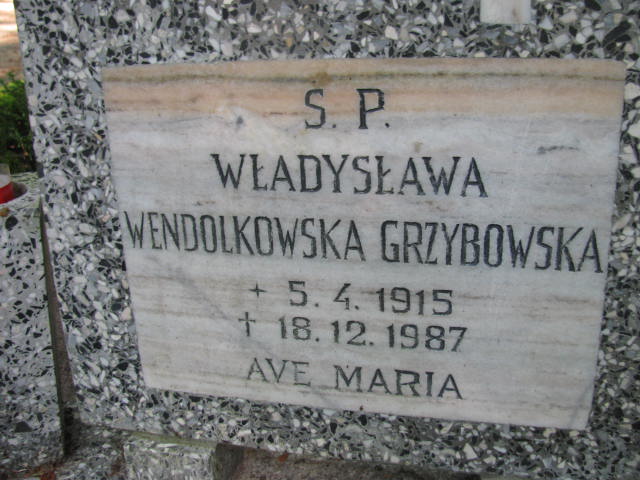 S. P.
WŁADYSŁAWA
WENDOLKOWSKA GRZYBOWSKA
+ 5. 4. 1915
† 18. 12. 1987
AVE MARIA